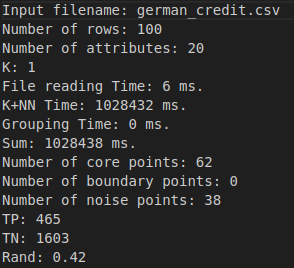 Input filename: german_credit.csv
Number of rows: 100
Number of attributes: 20
K: 1
File reading Time: 6 ms.
K+NN Time: 1028432 ms.
Grouping Time: 0 ms.
Sum: 1028438 ms.
Number of core points: 62
Number of boundary points: 0
Number of noise points: 38
TP: 465
TN: 1603
Rand: 0.42